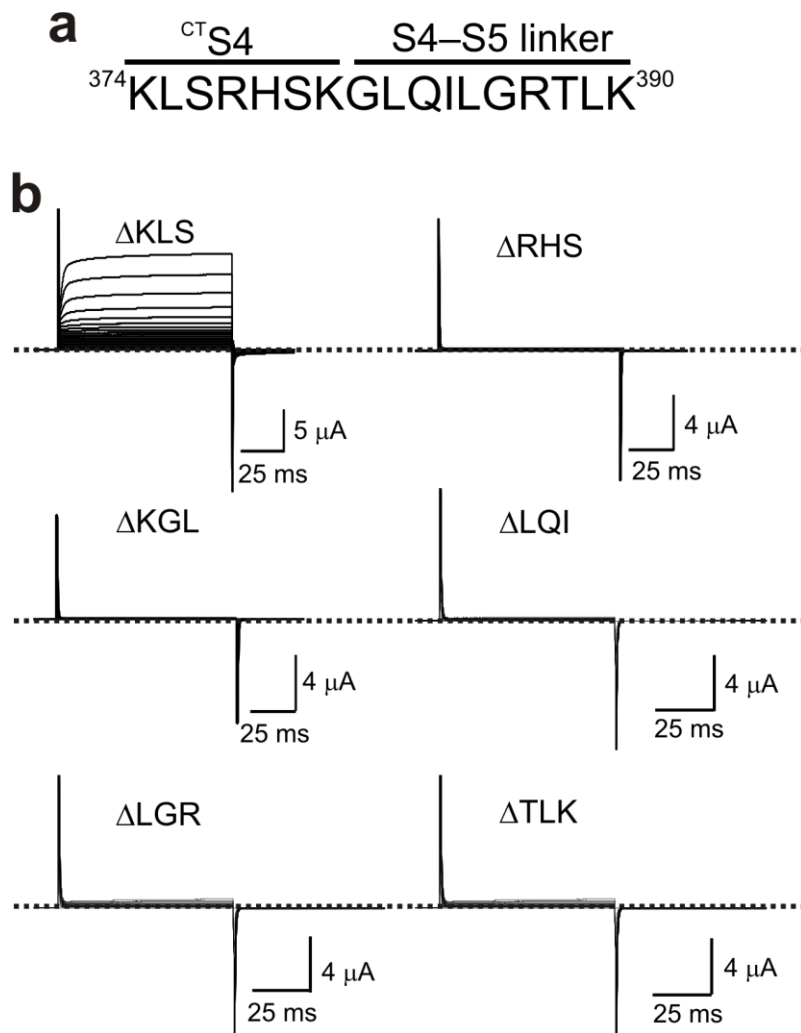 a
CTS4 S4–S5 linker
374KLSRHSKGLQILGRTLK390
b
ΔKLS
ΔRHS
5 μA
25 ms
4 μA
25 ms
ΔKGL
ΔLQI
4 μA
25 ms
4 μA
25 ms
ΔLGR
ΔTLK
4 μA
25 ms
4 μA
25 ms